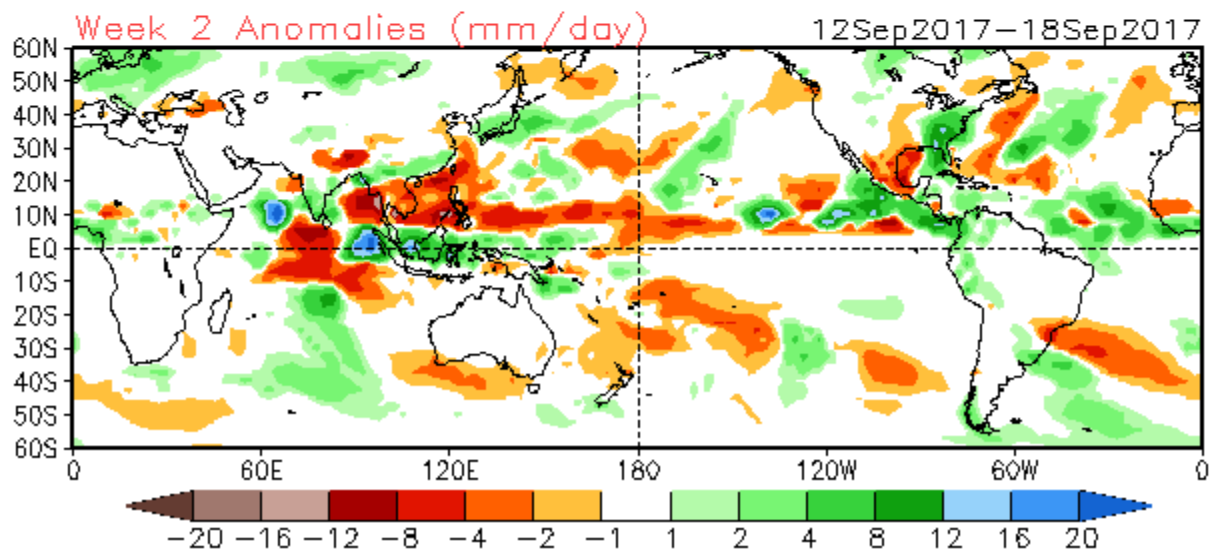 Week 2 Anomalies (mm/day) 12Sep2017−18Sep2017
60N
50N
40N
30N
20N
10N
EQ
10S
20S
30S
40S
50S
60S
0 60E 120E 180 120W 60W 0
−20 −16 −12 −8 −4 −2 −1 1 2 4 8 12 16 20